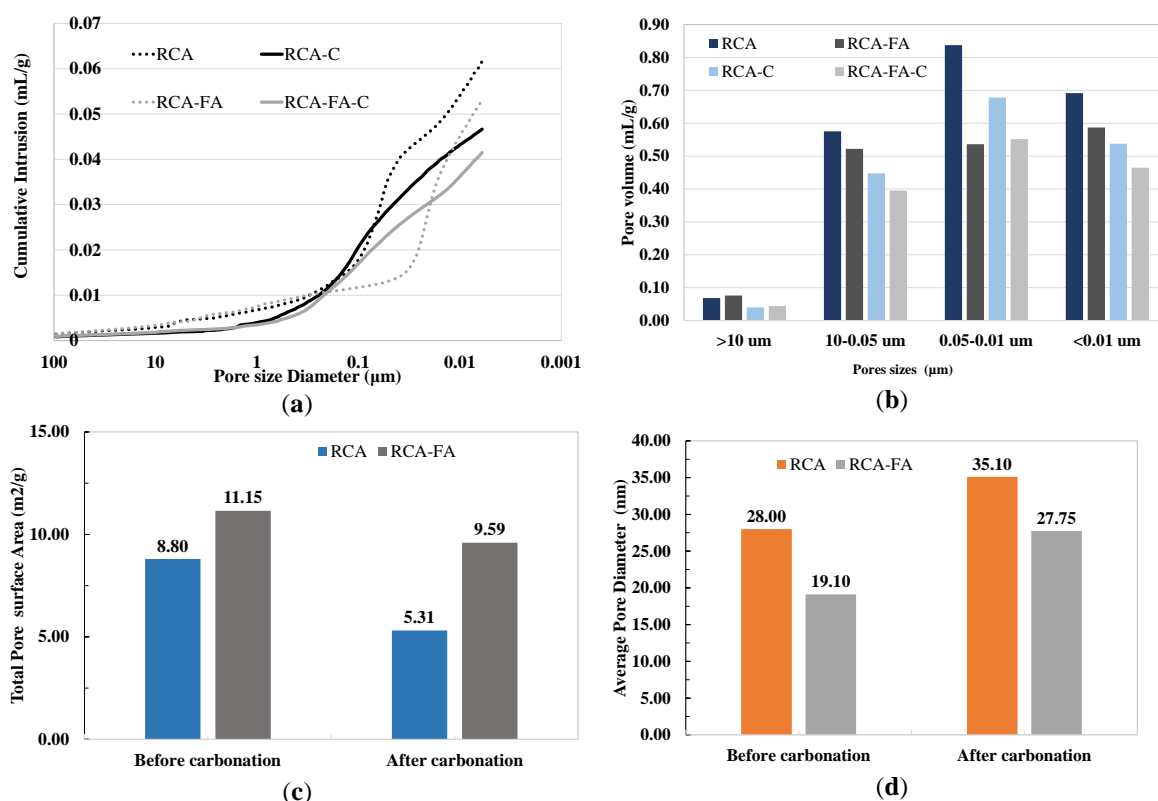 0.07
0.06
0.05
0.04
0.03
0.02
0.01
0
Cumulative Intrusion (mL/g)
RCA
RCA-C
RCA-FA
RCA-FA-C
100
10
1
0.1
0.01
0.001
Pore size Diameter (µm)
(a)
0.90
0.80
0.70
0.60
0.50
0.40
0.30
0.20
0.10
0.00
Pore volume (mL/g)
RCA
RCA-FA
RCA-C
RCA-FA-C
>10 um
10-0.05 um
0.05-0.01 um
<0.01 um
Pores sizes (µm)
(b)
15.00
10.00
5.00
0.00
Total Pore surface Area (m2/g)
RCA
RCA-FA
8.80
11.15
5.31
9.59
Before carbonation
After carbonation
(c)
40.00
35.00
30.00
25.00
20.00
15.00
10.00
5.00
0.00
Average Pore Diameter (nm)
RCA
RCA-FA
28.00
19.10
35.10
27.75
Before carbonation
After carbonation
(d)